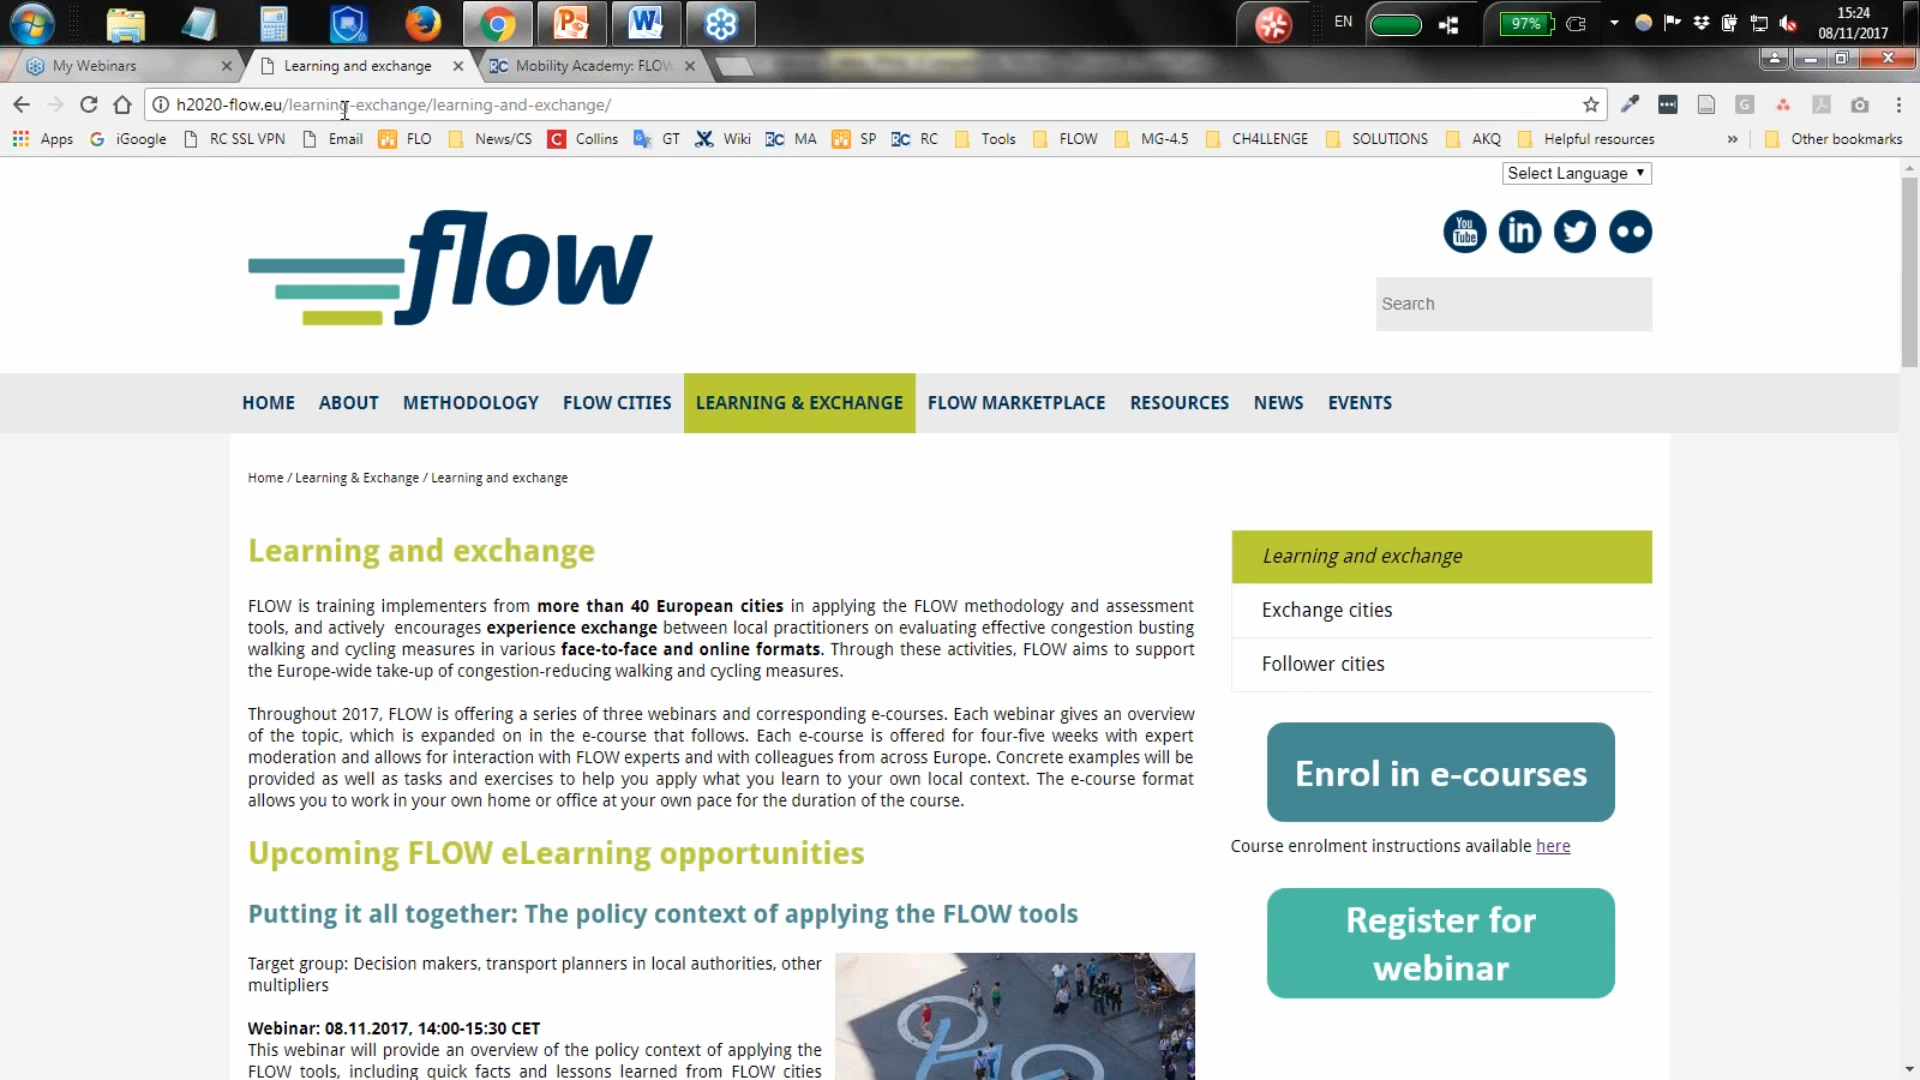 EN
97%
15:24
08/11/2017
My Webinars
Learning and exchange
Mobility Academy: FLOW
h2020-flow.eu/learning-exchange/learning-and-exchange/
Apps
iGoogle
RC SSL VPN
Email
FLO
News/CS
Collins
GT
Wiki
MA
SP
RC
Tools
FLOW
MG-4.5
CH4LLENGE
SOLUTIONS
AKQ
Helpful resources
»
Other bookmarks
Select Language
flow
You Tube
in
Search
HOME ABOUT METHODOLOGY FLOW CITIES LEARNING & EXCHANGE FLOW MARKETPLACE RESOURCES NEWS EVENTS
Home / Learning & Exchange / Learning and exchange
Learning and exchange
FLOW is training implementers from more than 40 European cities in applying the FLOW methodology and assessment
tools, and actively encourages experience exchange between local practitioners on evaluating effective congestion busting
walking and cycling measures in various face-to-face and online formats. Through these activities, FLOW aims to support
the Europe-wide take-up of congestion-reducing walking and cycling measures.
Throughout 2017, FLOW is offering a series of three webinars and corresponding e-courses. Each webinar gives an overview
of the topic, which is expanded on in the e-course that follows. Each e-course is offered for four-five weeks with expert
moderation and allows for interaction with FLOW experts and with colleagues from across Europe. Concrete examples will be
provided as well as tasks and exercises to help you apply what you learn to your own local context. The e-course format
allows you to work in your own home or office at your own pace for the duration of the course.
Upcoming FLOW eLearning opportunities
Putting it all together: The policy context of applying the FLOW tools
Target group: Decision makers, transport planners in local authorities, other
multipliers
Webinar: 08.11.2017, 14:00-15:30 CET
This webinar will provide an overview of the policy context of applying the
FLOW tools, including quick facts and lessons learned from FLOW cities
Learning and exchange
Exchange cities
Follower cities
Enrol in e-courses
Course enrolment instructions available here
Register for
webinar